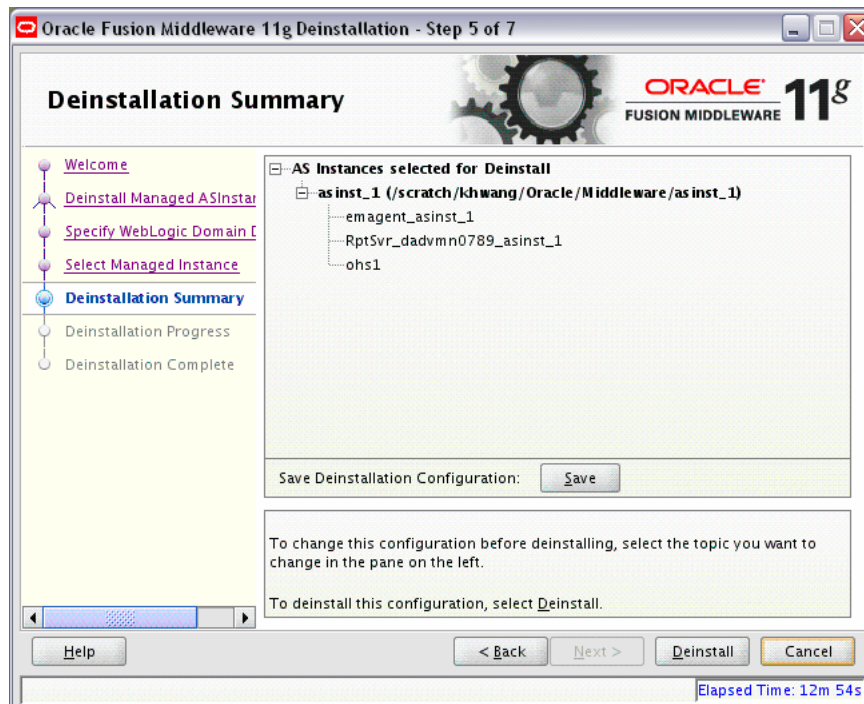 Oracle Fusion Middleware 11g Deinstallation - Step 5 of 7
Deinstallation Summary
ORACLE
FUSION MIDDLEWARE
11g
Welcome
Deinstall Managed ASInstar
Specify WebLogic Domain D
Select Managed Instance
Deinstallation Summary
Deinstallation Progress
Deinstallation Complete
AS Instances selected for Deinstall
asinst_1 (/scratch/khwang/Oracle/Middleware/asinst_1)
emagent_asinst_1
RptSvr_dadvmn0789_asinst_1
ohs1
Save Deinstallation Configuration:
Save
To change this configuration before deinstalling, select the topic you want to
change in the pane on the left.
To deinstall this configuration, select Deinstall.
Help
< Back
Next >
Deinstall
Cancel
Elapsed Time: 12m 54s